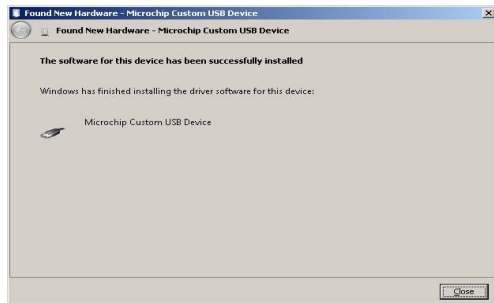 Found New Hardware - Microchip Custom USB Device
Found New Hardware - Microchip Custom USB Device
The software for this device has been successfully installed
Windows has finished installing the driver software for this device:
Microchip Custom USB Device
Close